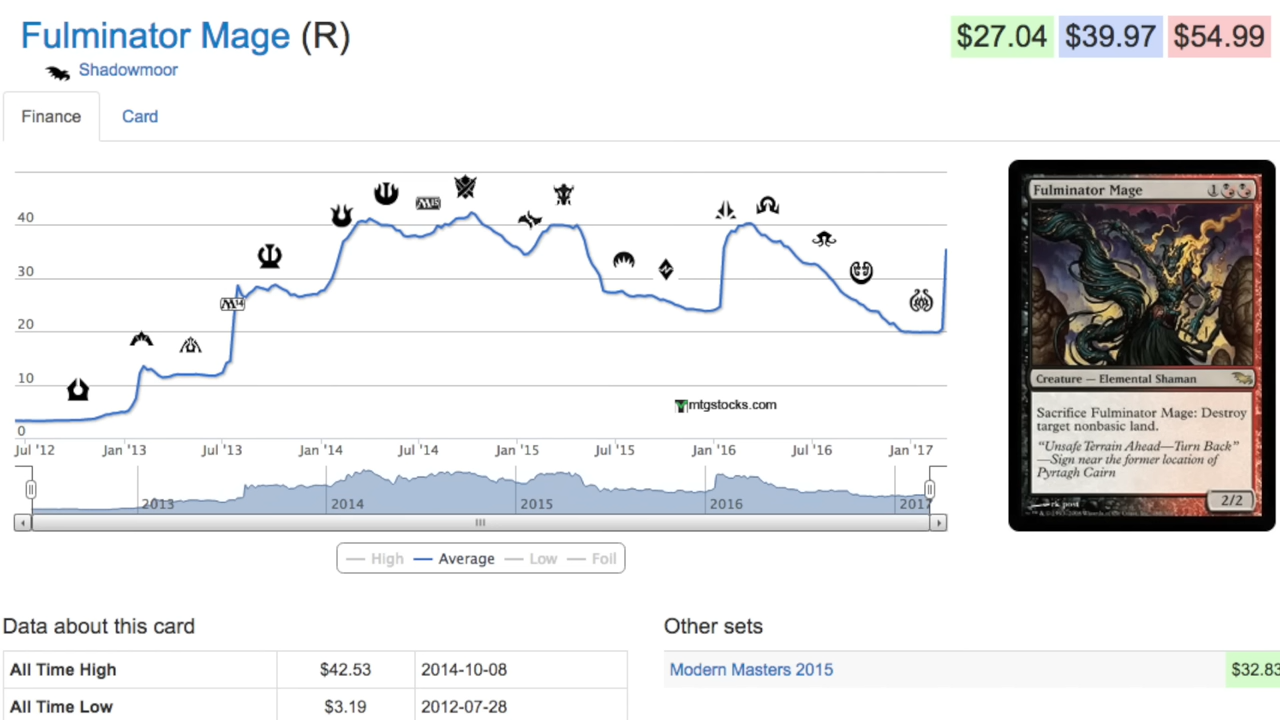 Fulminator Mage (R)
$27.04 $39.97 $54.99
Shadowmoor
Finance Card
40
30
20
10
0
M15
M14
mtgstocks.com
Jul '12 Jan '13 Jul '13 Jan '14 Jul '14 Jan '15 Jul '15 Jan '16 Jul '16 Jan '17
2013 2014 2015 2016 2017
High Average Low Foil
Fulminator Mage 1
Creature — Elemental Shaman
Sacrifice Fulminator Mage: Destroy
target nonbasic land.
“Unsafe Terrain Ahead—Turn Back”
—Sign near the former location of
Pyrtagh Cairn
2/2
Data about this card
All Time High $42.53 2014-10-08
All Time Low $3.19 2012-07-28
Other sets
Modern Masters 2015 $32.83